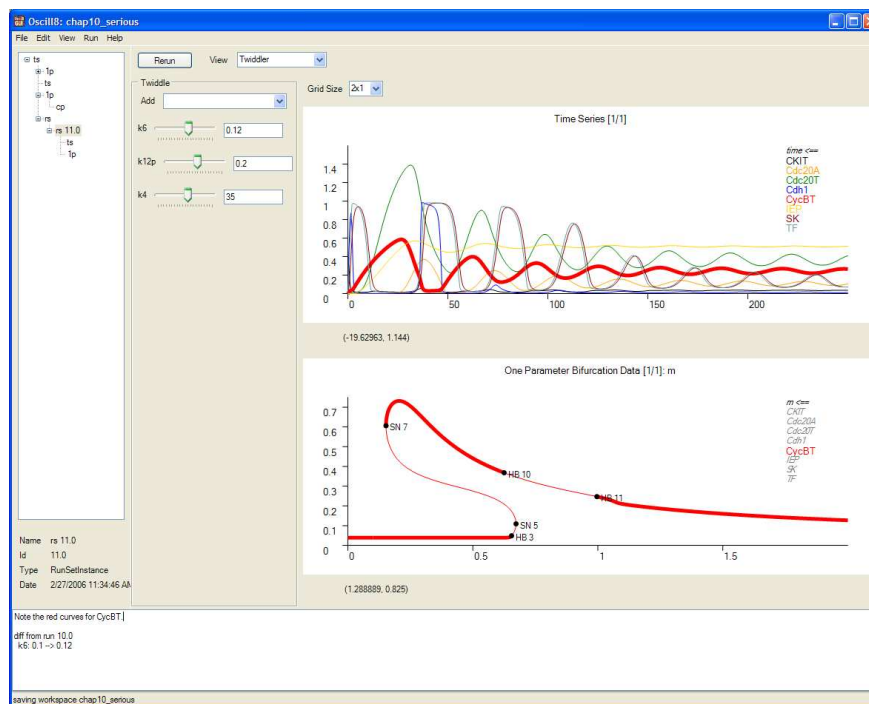 Oscill8: chap10_serious
File Edit View Run Help
ts
1p
ts
1p
cp
rs
rs 11.0
ts
1p
Name rs 11.0
Id 11.0
Type RunSetInstance
Date 2/27/2006 11:34:46 AM
Rerun View Twiddler
Twiddle
Add
k6 0.12
k12p 0.2
k4 35
Grid Size 2x1
Time Series [1/1]
1.4
1.2
1
0.8
0.6
0.4
0.2
0
0 50 100 150 200
time <==
CKIT
Cdc20A
Cdc20T
Cdh1
CycBT
IEP
SK
TF
(-19.62963, 1.144)
One Parameter Bifurcation Data [1/1]: m
0.7
0.6
0.5
0.4
0.3
0.2
0.1
0
0 0.5 1 1.5
SN 7
HB 10
HB 11
SN 5
HB 3
m <==
CKIT
Cdc20A
Cdc20T
Cdh1
CycBT
IEP
SK
TF
(1.288889, 0.825)
Note the red curves for CycBT.
diff from run 10.0
k6: 0.1 --> 0.12
saving workspace chap10_serious